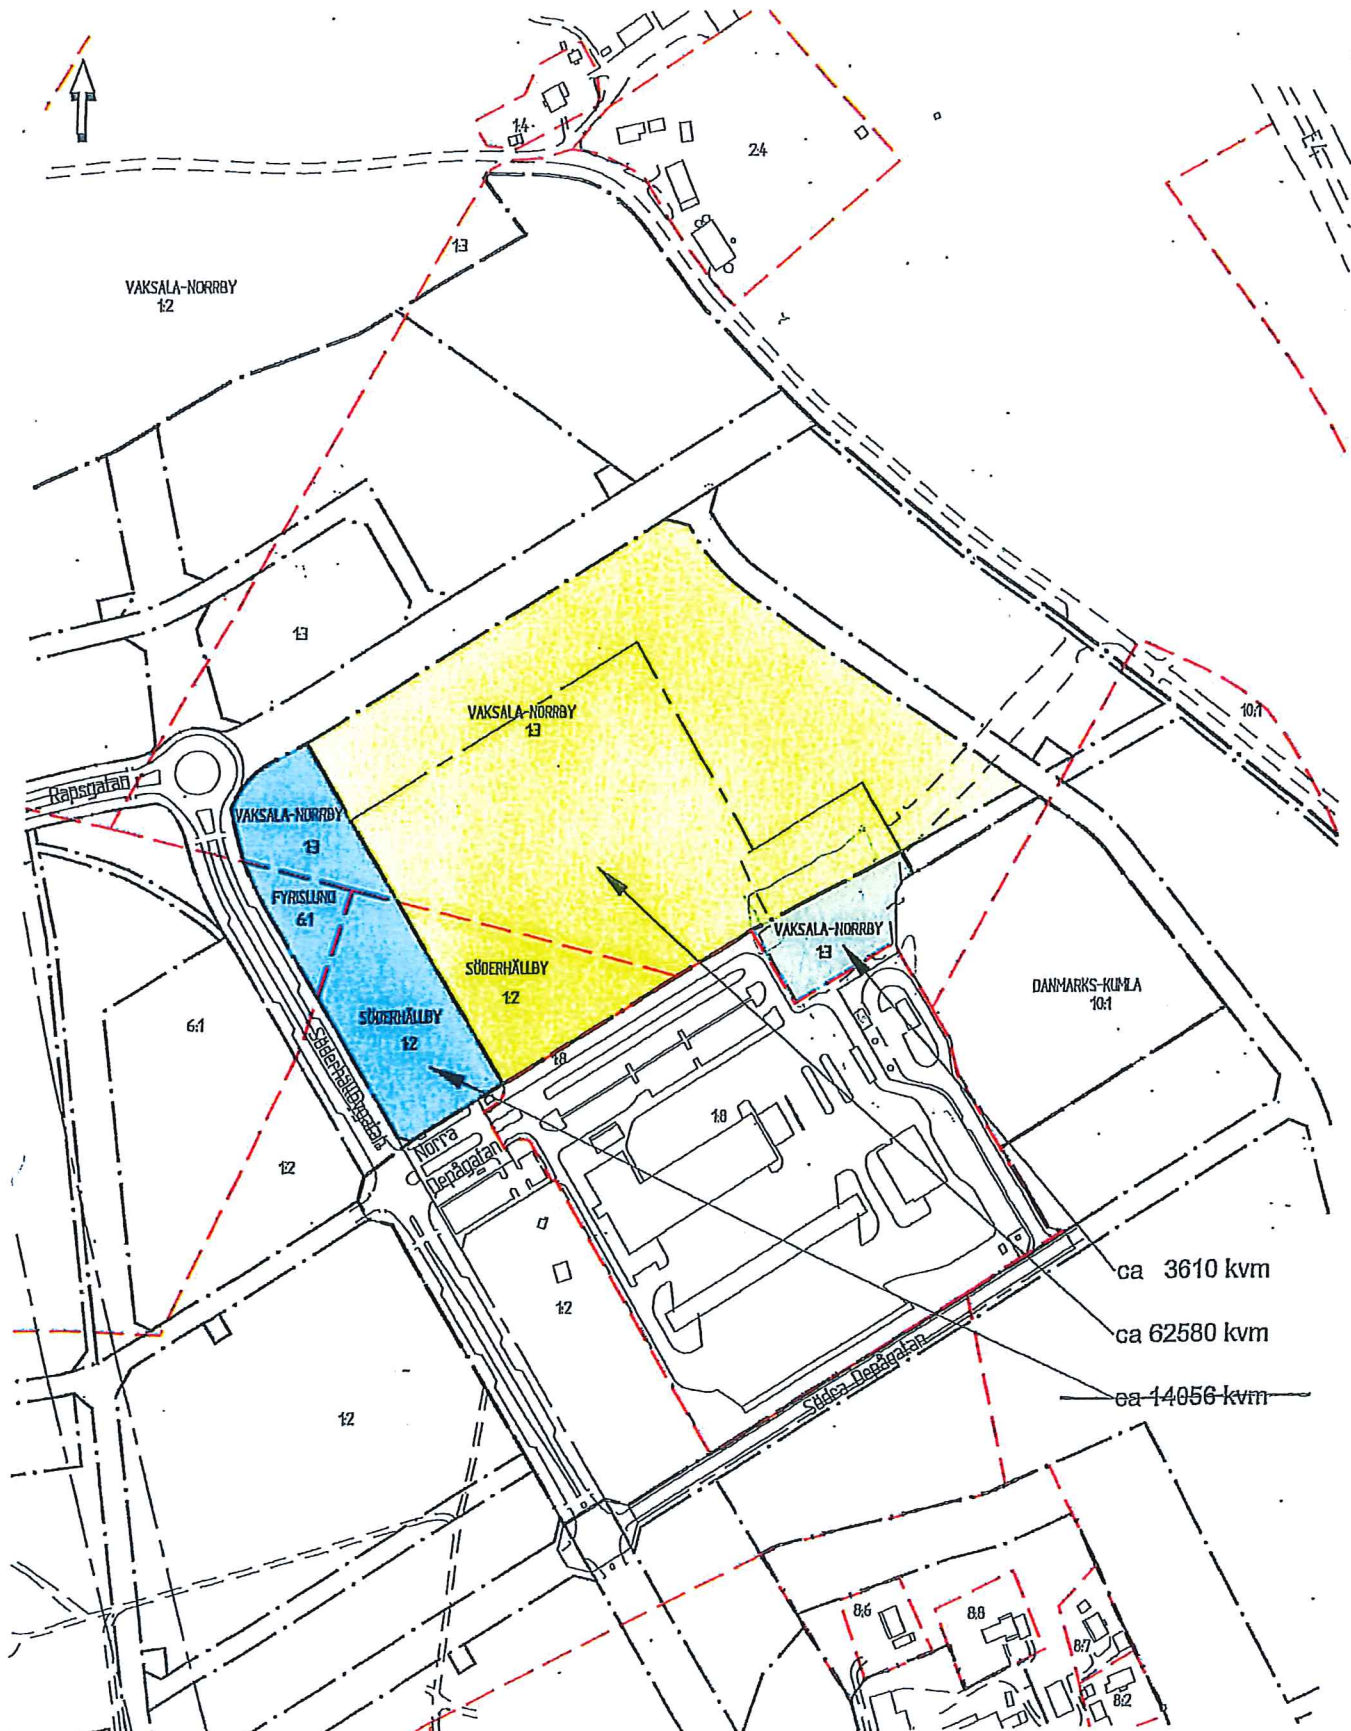 1:4
2:4
1:3
VAKSALA-NORRBY
1:2
1:3
VAKSALA-NORRBY
1:3
10:1
Rapsgatan
VAKSALA-NORRBY
1:3
FYRISLUND
6:1
VAKSALA-NORRBY
1:3
SÖDERHÄLLBY
1:2
DANMARKS-KUMLA
10:1
6:1
SÖDERHÄLLBY
1:2
Söderhällbygatan
1:8
1:8
Norra
Depågatan
1:2
ca 3610 kvm
1:2
ca 62580 kvm
Södra Depågatan
ca 14056 kvm
1:2
8:6
8:8
8:7
8:2